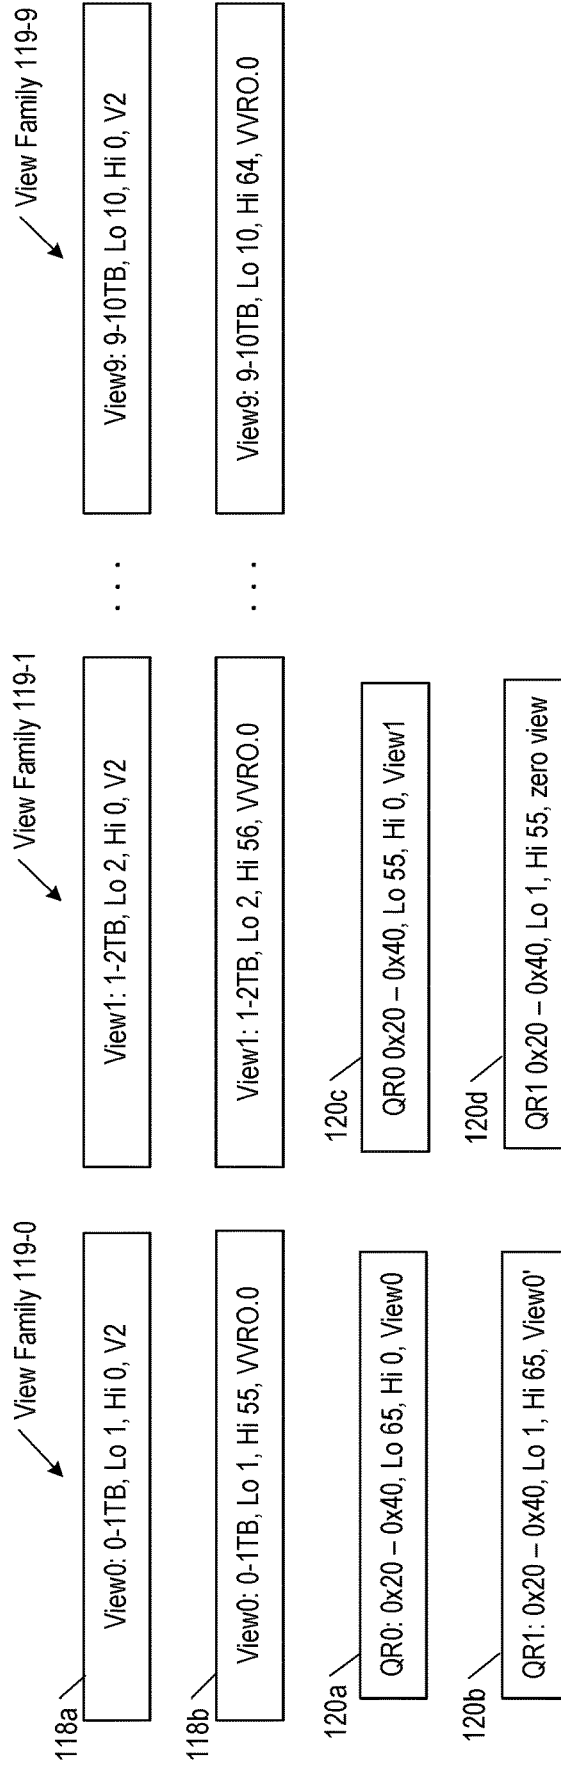 View Family 119-0
118a
View0: 0-1TB, Lo 1, Hi 0, V2
118b
View0: 0-1TB, Lo 1, Hi 55, VVRO.0
120a
QR0: 0x20 – 0x40, Lo 65, Hi 0, View0
120b
QR1: 0x20 – 0x40, Lo 1, Hi 65, View0'
View Family 119-1
View1: 1-2TB, Lo 2, Hi 0, V2
View1: 1-2TB, Lo 2, Hi 56, VVRO.0
120c
QR0 0x20 – 0x40, Lo 55, Hi 0, View1
120d
QR1 0x20 – 0x40, Lo 1, Hi 55, zero view
. . .
. . .
View Family 119-9
View9: 9-10TB, Lo 10, Hi 0, V2
View9: 9-10TB, Lo 10, Hi 64, VVRO.0